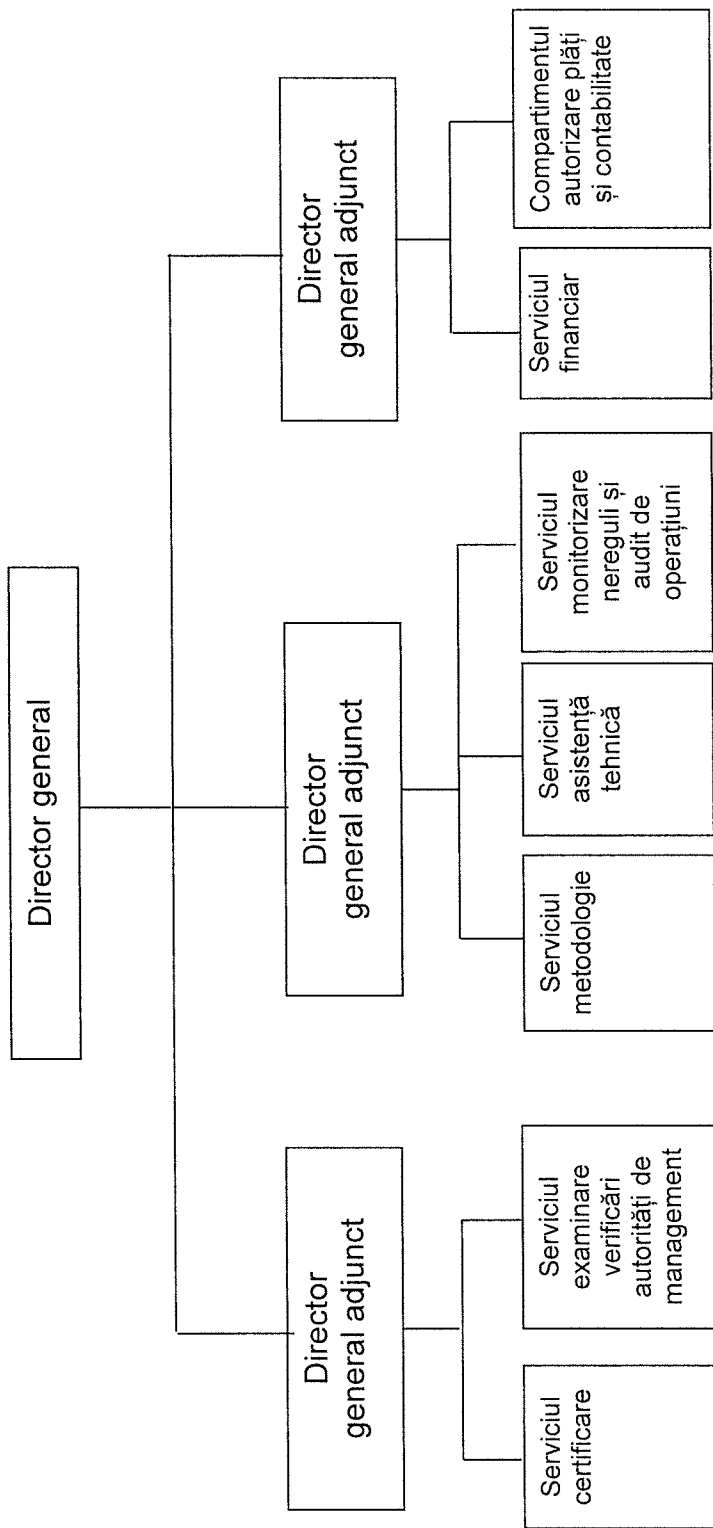 Director general
Director
general adjunct
Director
general adjunct
Director
general adjunct
Serviciul
certificare
Serviciul
examinare
verificări
autorități de
management
Serviciul
metodologie
Serviciul
asistență
tehnică
Serviciul
monitorizare
nereguli și
audit de
operațiuni
Serviciul
financiar
Compartimentul
autorizare plăți
și contabilitate